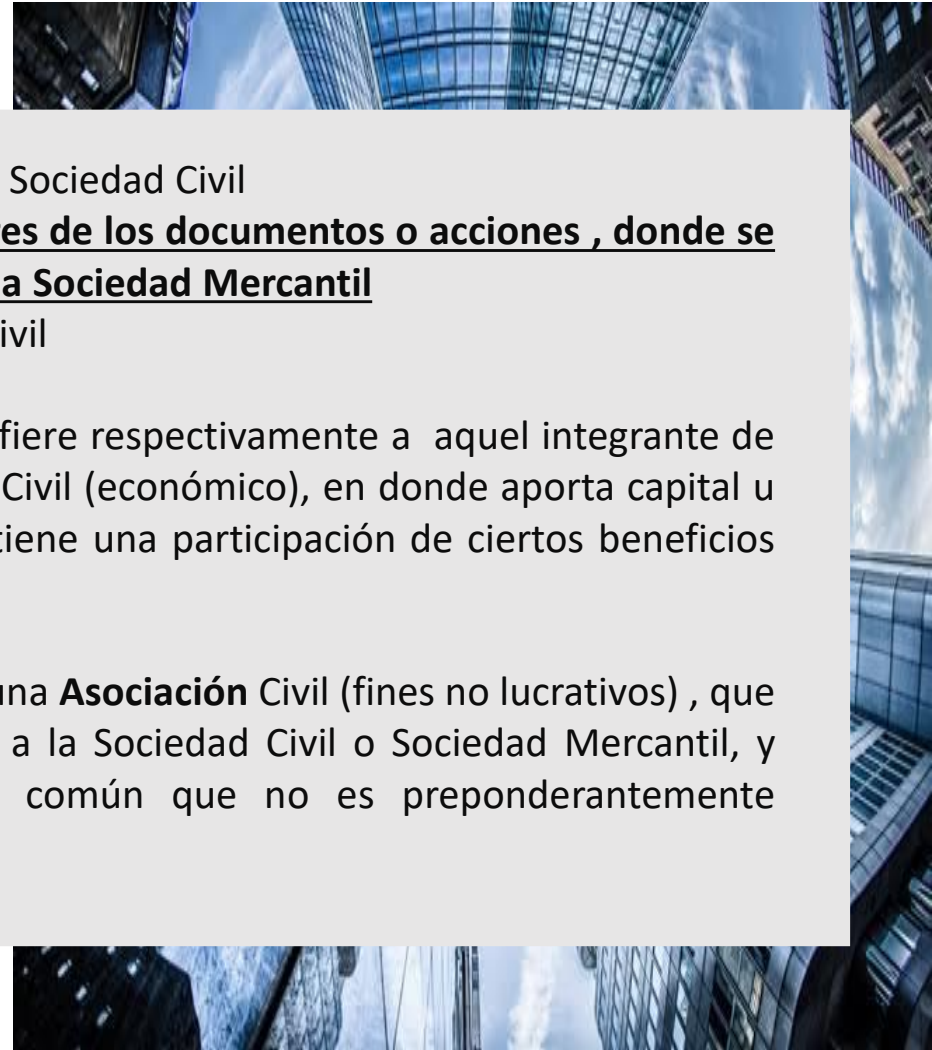 Sociedad Civil
es de los documentos o acciones , donde se
a Sociedad Mercantil
ivil
fiere respectivamente a aquel integrante de
Civil (económico), en donde aporta capital u
tiene una participación de ciertos beneficios
una Asociación Civil (fines no lucrativos) , que
a la Sociedad Civil o Sociedad Mercantil, y
común que no es preponderantemente